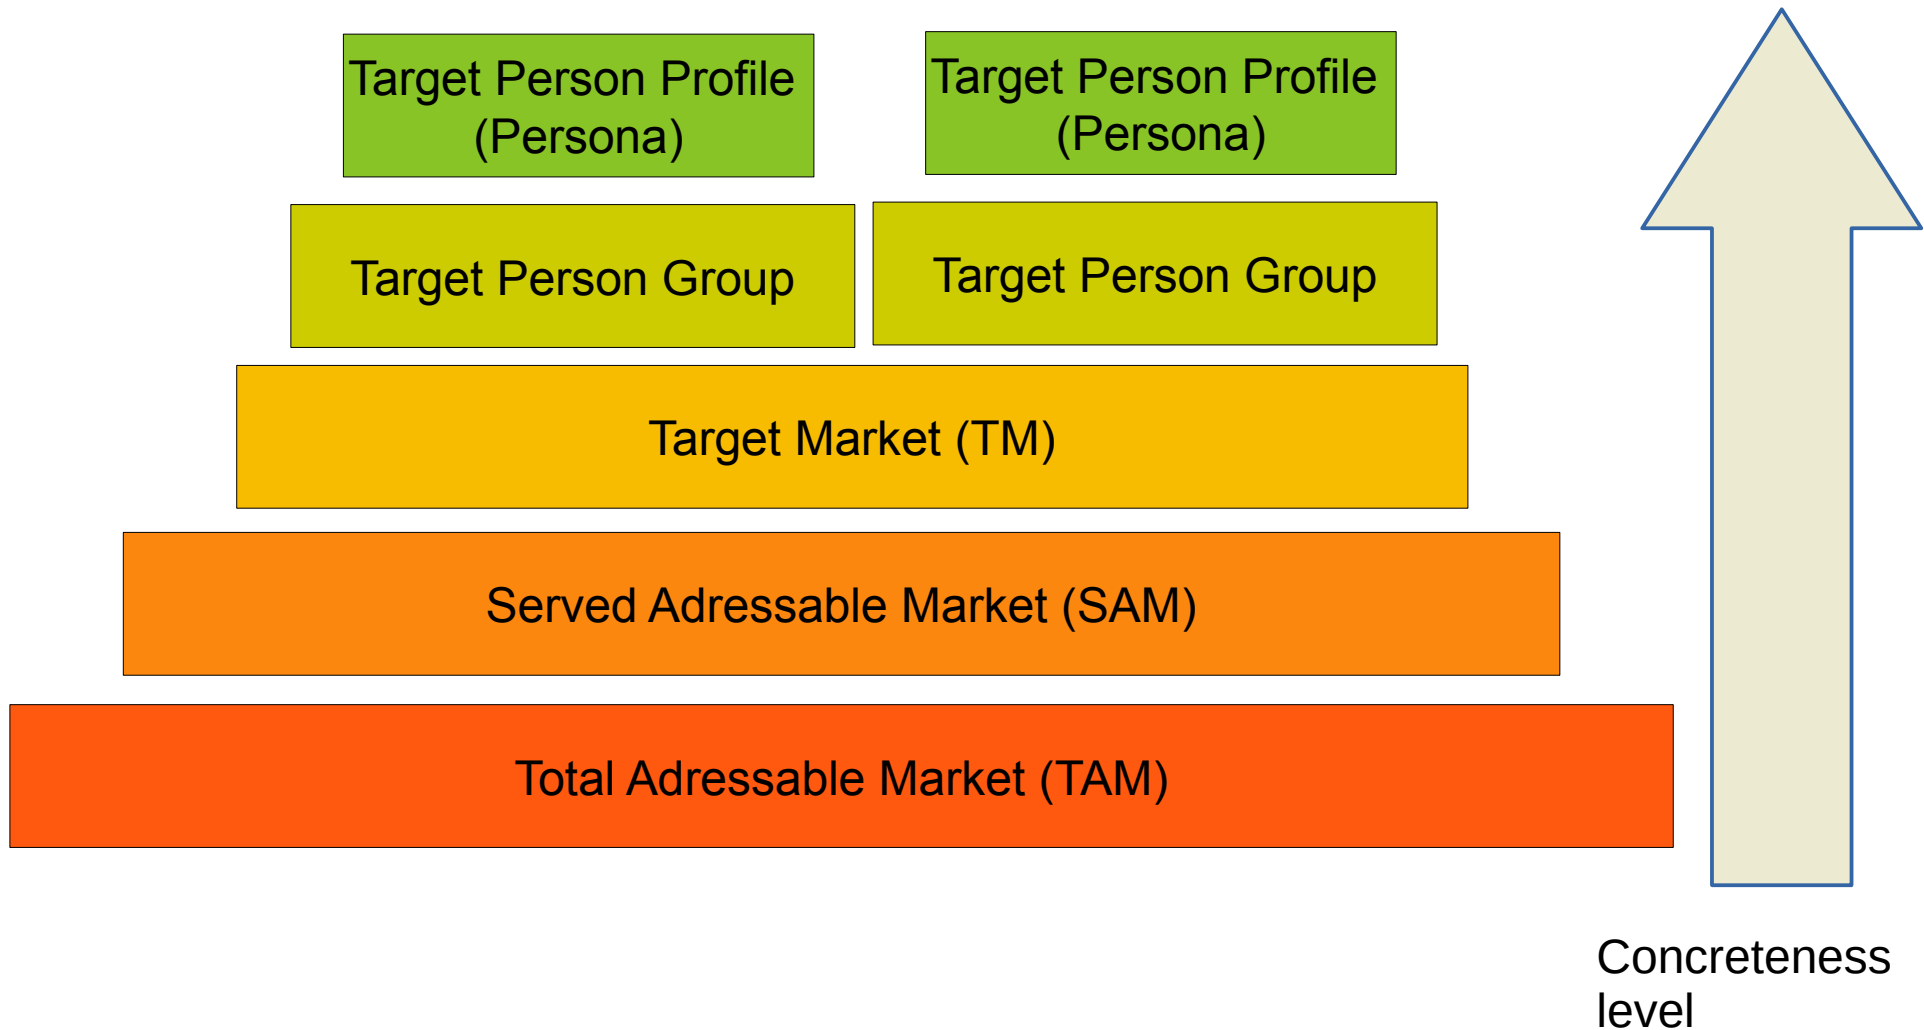 Target Person Profile
(Persona)
Target Person Profile
(Persona)
Target Person Group
Target Person Group
Target Market (TM)
Served Adressable Market (SAM)
Total Adressable Market (TAM)
Concreteness
level